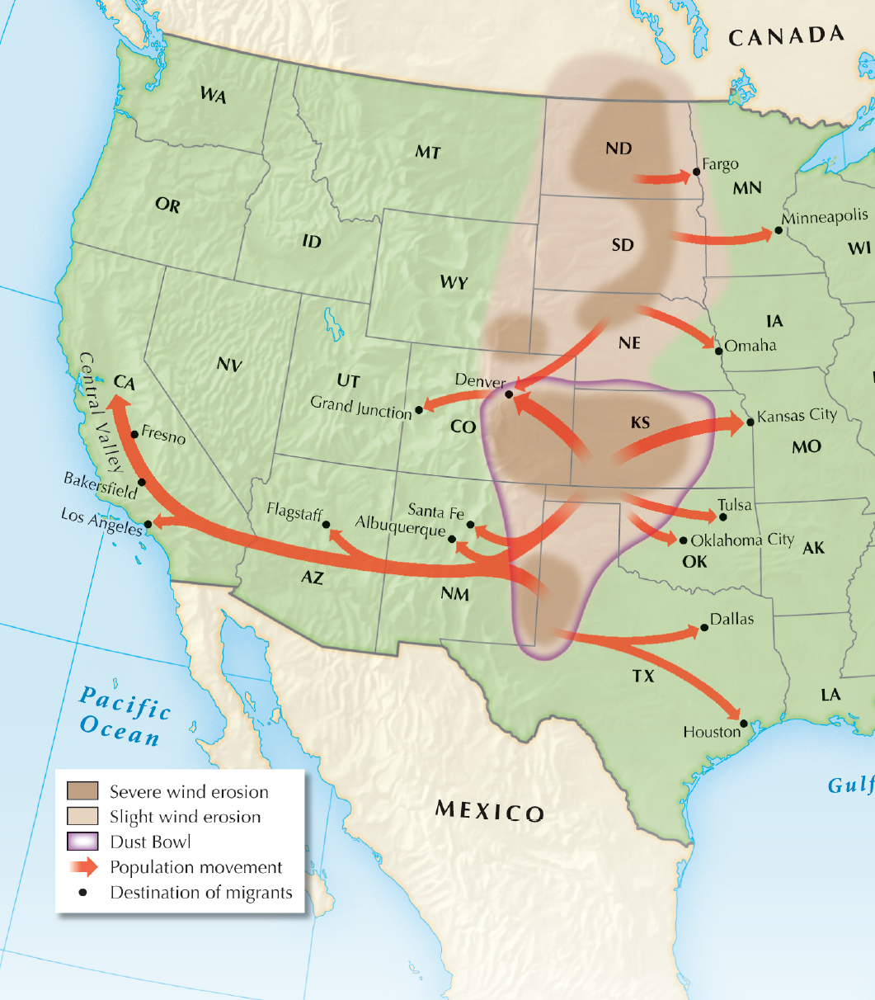 CANADA
WA
MT
ND
Fargo
MN
OR
Minneapolis
ID
SD
WI
WY
IA
NE
Omaha
NV
Central Valley
CA
UT
Denver
Grand Junction
CO
KS
Kansas City
MO
Fresno
Bakersfield
Los Angeles
Flagstaff
Santa Fe
Albuquerque
Tulsa
Oklahoma City
OK
AK
AZ
NM
Dallas
TX
LA
Houston
Pacific
Ocean
Gulf
MEXICO
Severe wind erosion
Slight wind erosion
Dust Bowl
Population movement
Destination of migrants